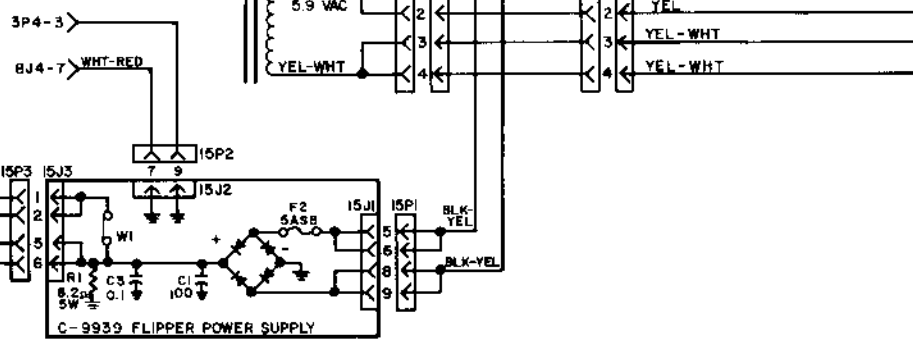 5.9 VAC
2
2
YEL
3P4-3
3
3
YEL-WHT
8J4-7
WHT-RED
YEL-WHT
4
4
YEL-WHT
15P2
7 9
15P3
15J3
15J2
1
2
5
6
W1
F2
5ASB
15J1
15P1
BLK-
YEL
5
6
8
9
BLK-YEL
+
-
R1
8.2Ω
5W
C3
0.1
C1
100
C-9939 FLIPPER POWER SUPPLY